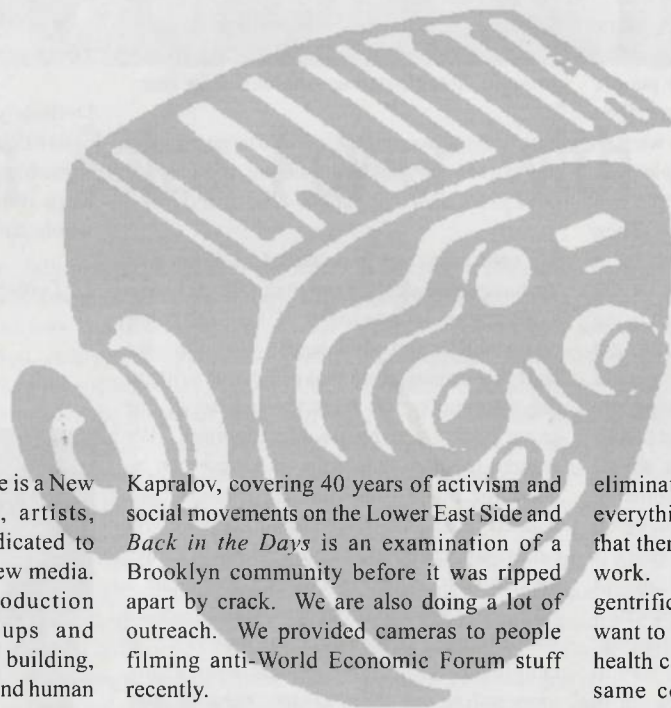 LALUTTA
e is a New
, artists,
dicated to
ew media.
oduction
ups and
building,
nd human
Kapralov, covering 40 years of activism and
social movements on the Lower East Side and
Back in the Days is an examination of a
Brooklyn community before it was ripped
apart by crack. We are also doing a lot of
outreach. We provided cameras to people
filming anti-World Economic Forum stuff
recently.
eliminat
everythi
that ther
work.
gentrific
want to
health c
same co